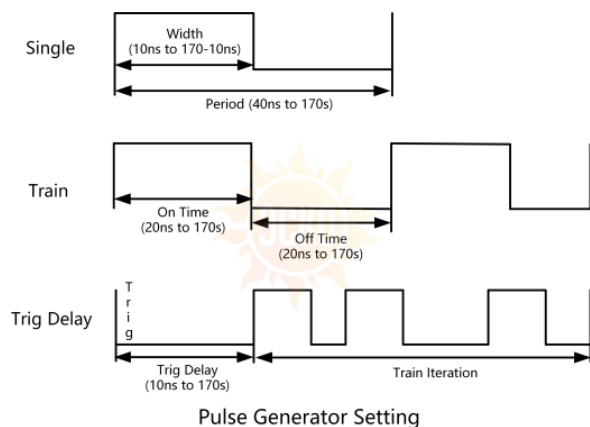 Single
Width
(10ns to 170-10ns)
Period (40ns to 170s)
Train
On Time
(20ns to 170s)
Off Time
(20ns to 170s)
Trig Delay
Trig
Trig Delay
(10ns to 170s)
Train Iteration
Pulse Generator Setting